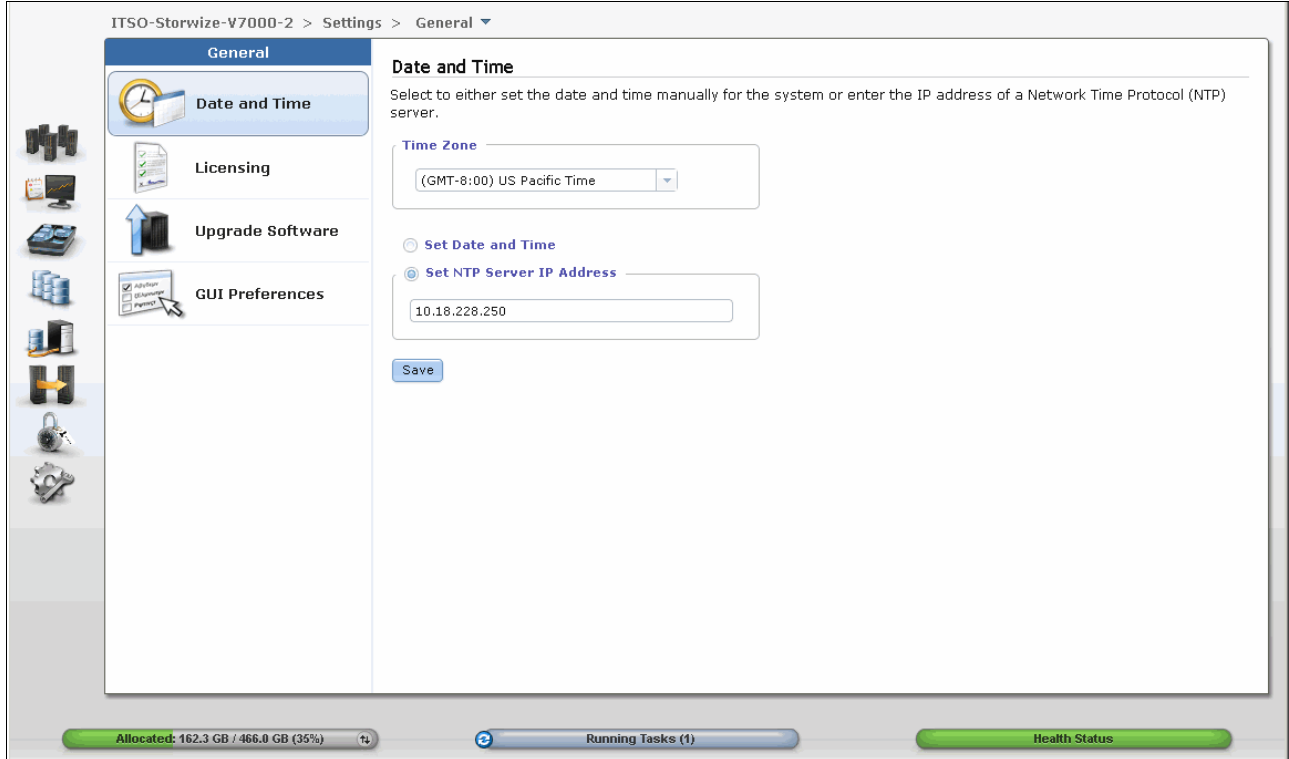 ITSO-Storwize-V7000-2 > Settings > General
General
Date and Time
Licensing
Upgrade Software
GUI Preferences
Date and Time
Select to either set the date and time manually for the system or enter the IP address of a Network Time Protocol (NTP)
server.
Time Zone
(GMT-8:00) US Pacific Time
Set Date and Time
Set NTP Server IP Address
10.18.228.250
Save
Allocated: 162.3 GB / 466.0 GB (35%)
Running Tasks (1)
Health Status